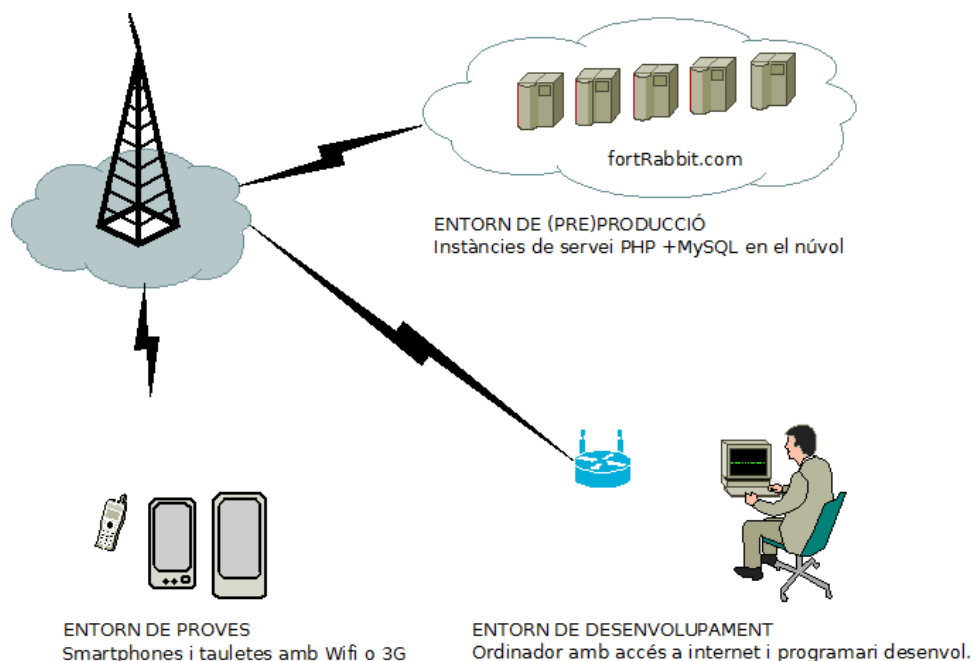 fortRabbit.com
ENTORN DE (PRE)PRODUCCIÓ
Instàncies de servei PHP +MySQL en el núvol
ENTORN DE PROVES
Smartphones i tauletes amb Wifi o 3G
ENTORN DE DESENVOLUPAMENT
Ordinador amb accés a internet i programari desenvol.